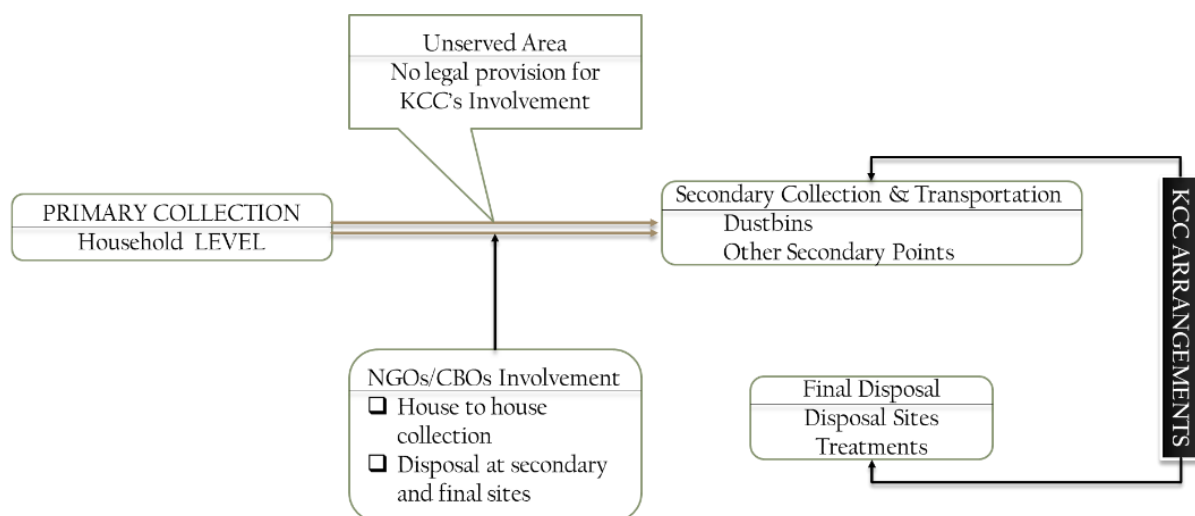 Unserved Area
No legal provision for
KCC's Involvement
PRIMARY COLLECTION
Household LEVEL
Secondary Collection & Transportation
Dustbins
Other Secondary Points
KCC ARRANGEMENTS
NGOs/CBOs Involvement
❑ House to house
collection
❑ Disposal at secondary
and final sites
Final Disposal
Disposal Sites
Treatments